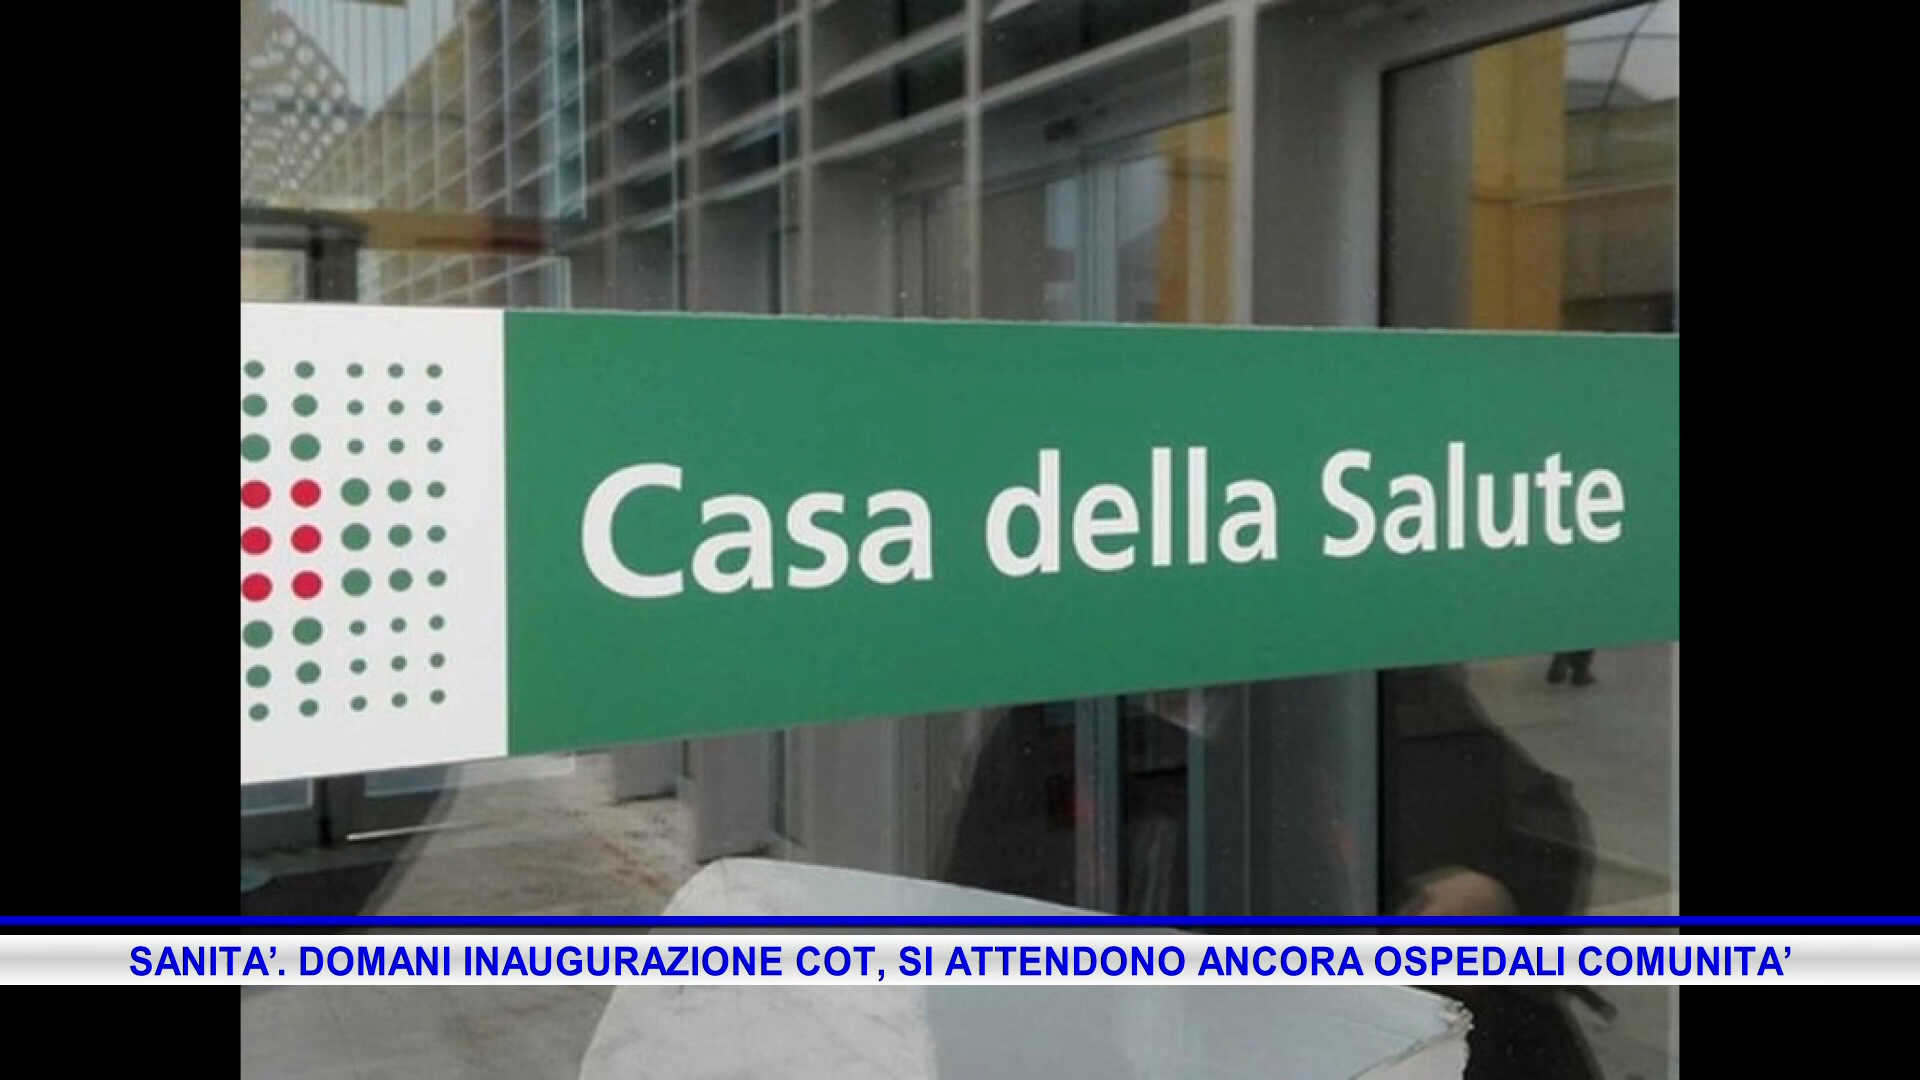 Casa della Salute
SANITA’. DOMANI INAUGURAZIONE COT, SI ATTENDONO ANCORA OSPEDALI COMUNITA’